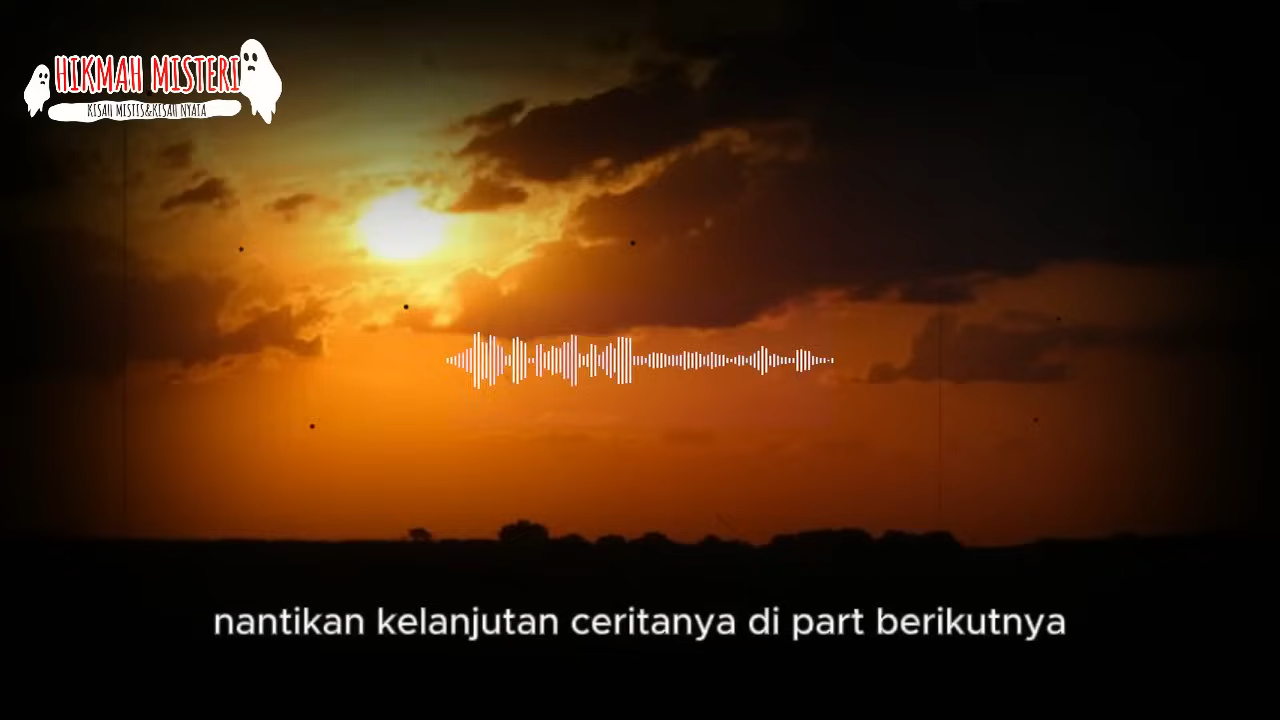 HIKMAH MISTERI
KISAH MISTIS&KISAH NYATA
nantikan kelanjutan ceritanya di part berikutnya